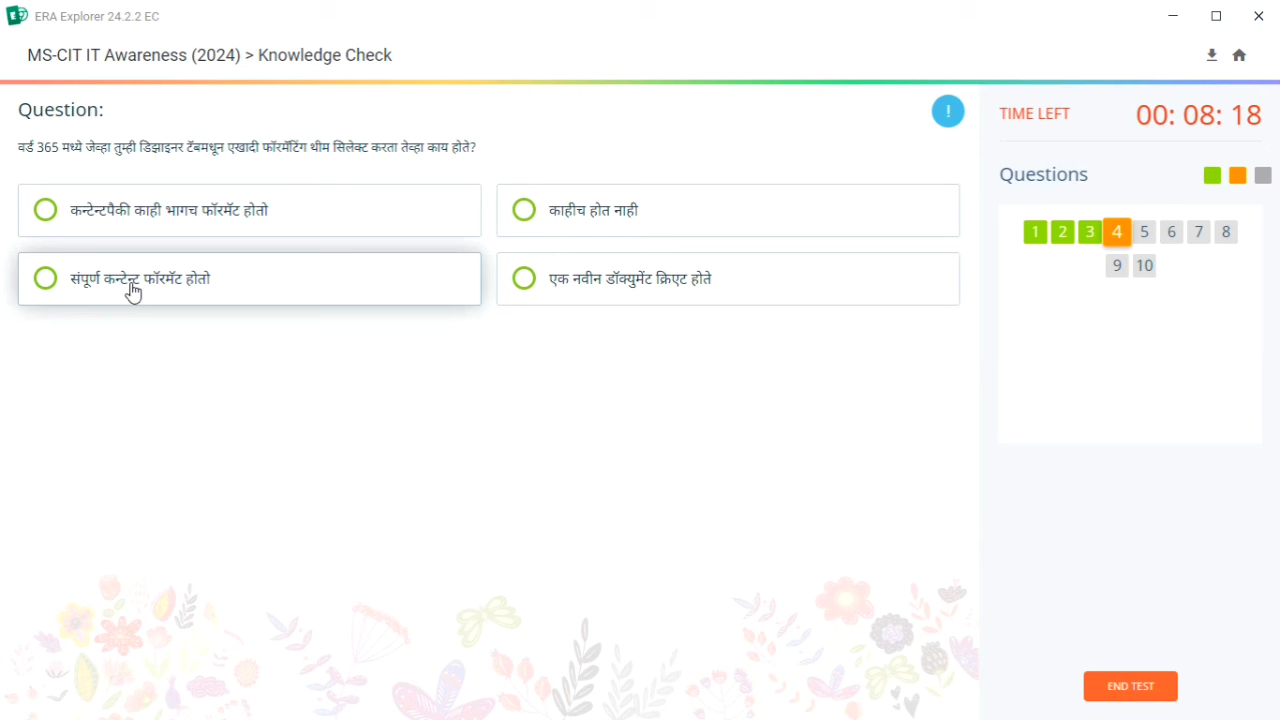 ERA Explorer 24.2.2 EC
MS-CIT IT Awareness (2024) > Knowledge Check
Question:
वर्ड 365 मध्ये जेव्हा तुम्ही डिझाइनर टॅबमधून एखादी फॉरमॅटिंग थीम सिलेक्ट करता तेव्हा काय होते?
कन्टेन्टपैकी काही भागच फॉरमॅट होतो
काहीच होत नाही
संपूर्ण कन्टेन्ट फॉरमॅट होतो
एक नवीन डॉक्युमेंट क्रिएट होते
TIME LEFT 00: 08: 18
Questions
1 2 3 4 5 6 7 8
9 10
END TEST